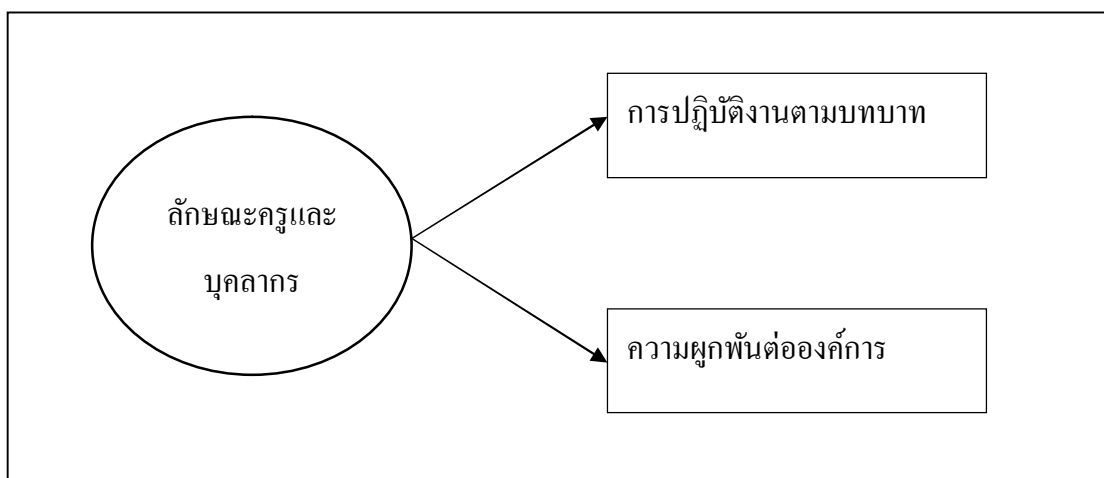 ลักษณะครูและ
บุคลากร
การปฏิบัติงานตามบทบาท
ความผูกพันต่อองค์การ